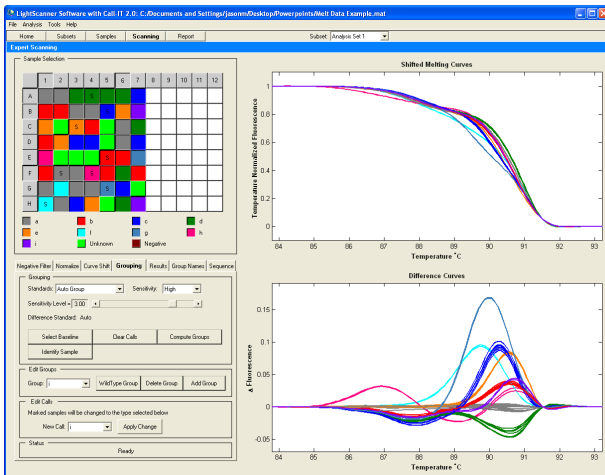 LightScanner Software with Call-IT 2.0: C:/Documents and Settings/jasonm/Desktop/Powerpoints/Melt Data Example.mat
File Analysis Tools Help
Home Subsets Samples Scanning Report Subset: Analysis Set 1
Expert Scanning
Sample Selection
1 2 3 4 5 6 7 8 9 10 11 12
A
B
C S
D
E S
F S S
G S
H S
a b c d
e f g h
i Unknown Negative
Negative Filter Normalize Curve Shift Grouping Results Group Names Sequence
Grouping
Standards: Auto Group Sensitivity: High
Sensitivity Level = 3.00
Difference Standard: Auto
Select Baseline Clear Calls Compute Groups
Identify Sample
Edit Groups
Group: i WildType Group Delete Group Add Group
Edit Calls
Marked samples will be changed to the type selected below
New Call: i Apply Change
Status
Ready
Shifted Melting Curves
Temperature Normalized Fluorescence
1
0.8
0.6
0.4
0.2
0
84 85 86 87 88 89 90 91 92 93
Temperature °C
Difference Curves
Δ Fluorescence
0.15
0.1
0.05
0
-0.05
84 85 86 87 88 89 90 91 92 93
Temperature °C